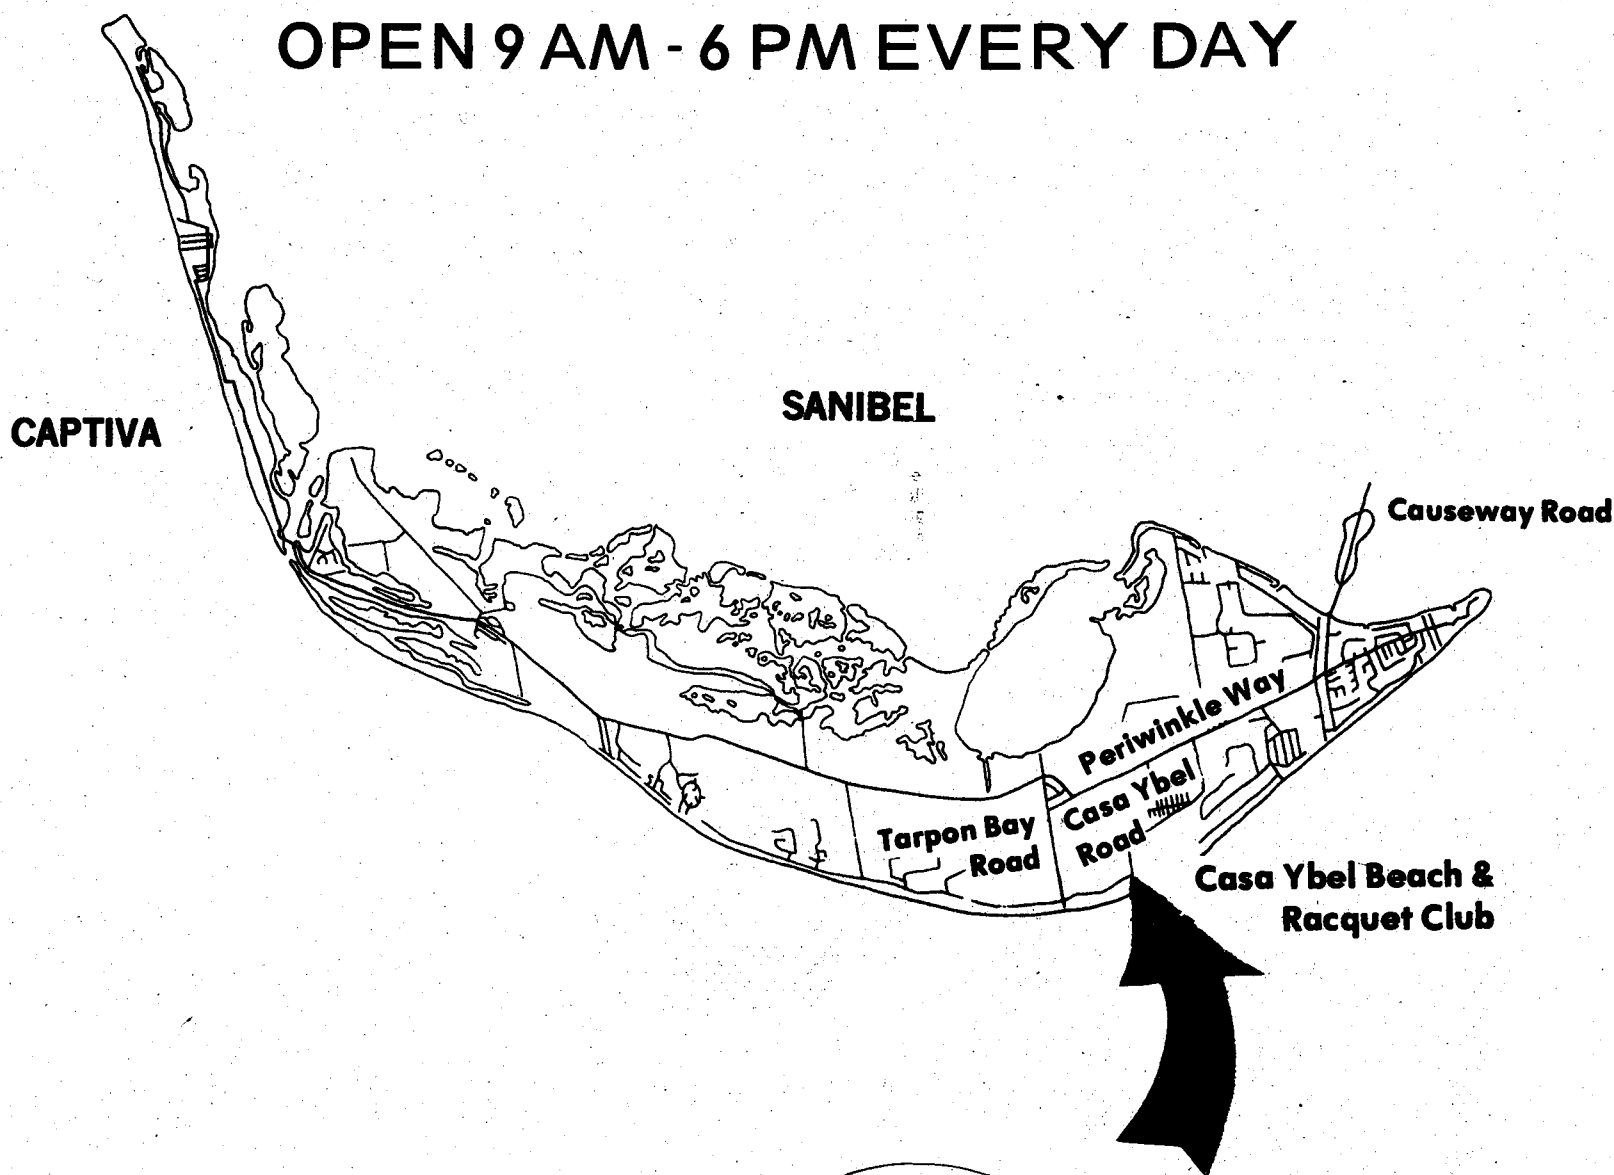 OPEN 9 AM - 6 PM EVERY DAY
SANIBEL
CAPTIVA
Causeway Road
Periwinkle Way
Casa Ybel
Road
Tarpon Bay
Road
Casa Ybel Beach &
Racquet Club